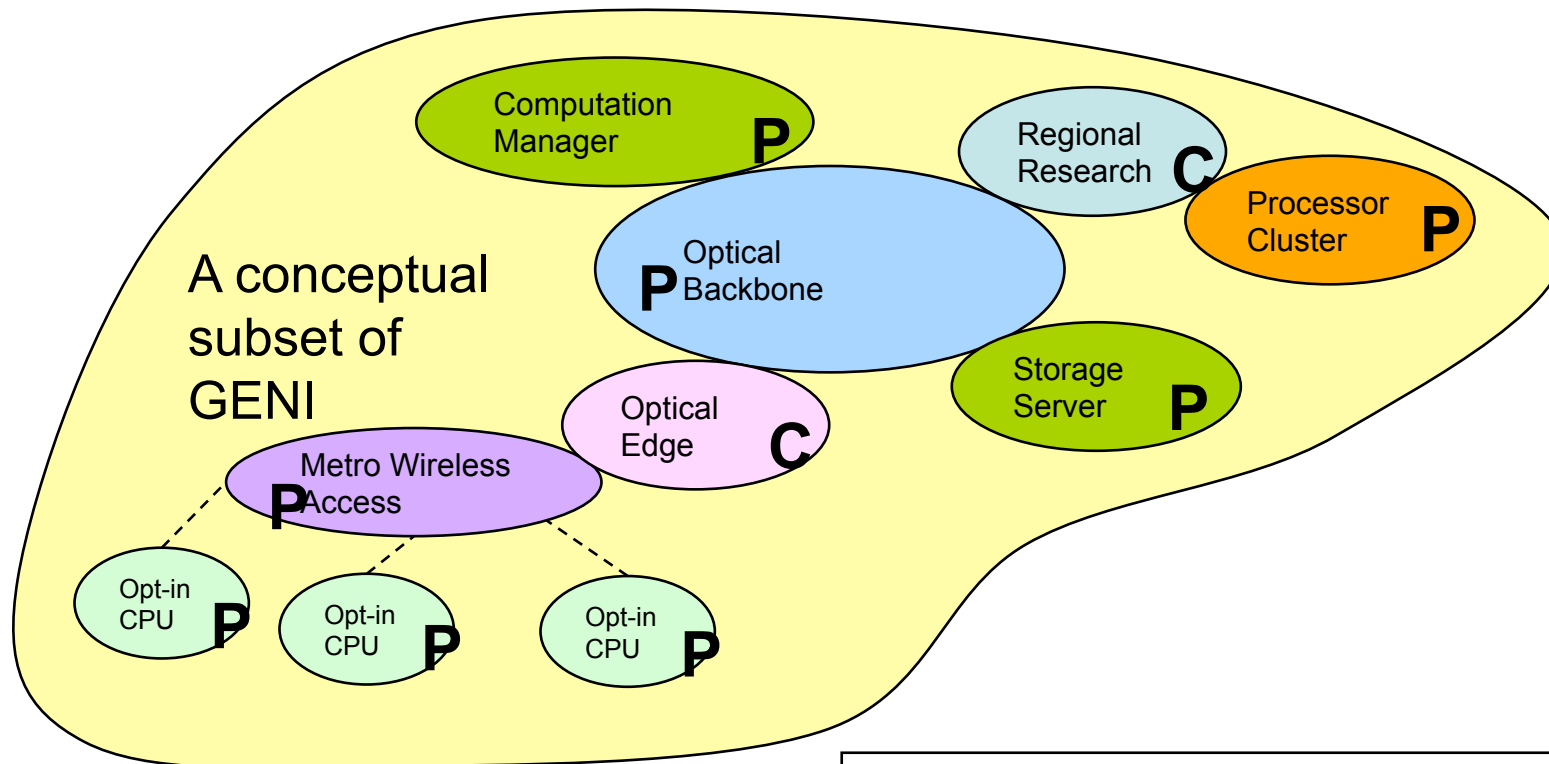 Computation
Manager
P
Regional
Research
C
Processor
Cluster
P
Optical
Backbone
P
A conceptual
subset of
GENI
Storage
Server
P
Optical
Edge
C
Metro Wireless
Access
P
Opt-in
CPU
P
Opt-in
CPU
P
Opt-in
CPU
P